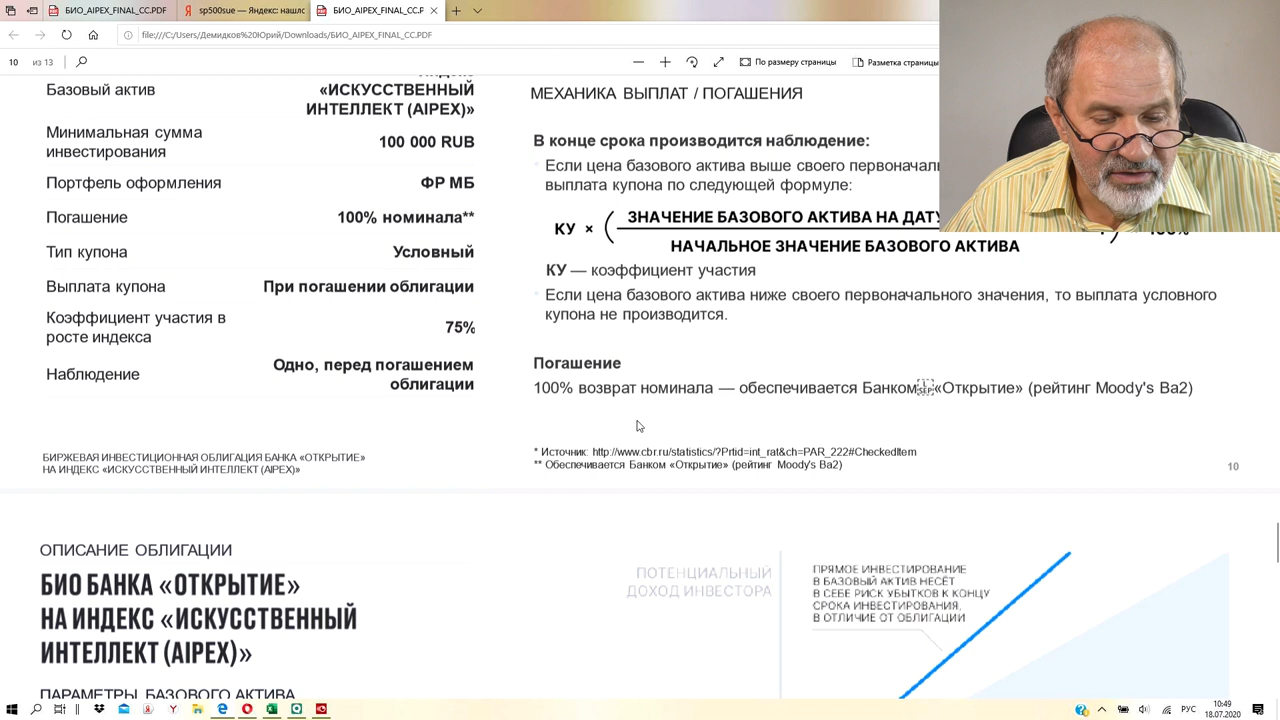 БИО_AIPEX_FINAL_CC.PDF
sp500sue — Яндекс: нашлс
БИО_AIPEX_FINAL_CC.P
file:///C:/Users/Демидков%20Юрий/Downloads/БИО_AIPEX_FINAL_CC.PDF
10 из 13
По размеру страницы
Разметка страницы
Базовый актив
«ИСКУССТВЕННЫЙ
ИНТЕЛЛЕКТ (AIPEX)»
Минимальная сумма
инвестирования
100 000 RUB
Портфель оформления
ФР МБ
Погашение
100% номинала**
Тип купона
Условный
Выплата купона
При погашении облигации
Коэффициент участия в
росте индекса
75%
Наблюдение
Одно, перед погашением
облигации
БИРЖЕВАЯ ИНВЕСТИЦИОННАЯ ОБЛИГАЦИЯ БАНКА «ОТКРЫТИЕ»
НА ИНДЕКС «ИСКУССТВЕННЫЙ ИНТЕЛЛЕКТ (AIPEX)»
МЕХАНИКА ВЫПЛАТ / ПОГАШЕНИЯ
В конце срока производится наблюдение:
Если цена базового актива выше своего первоначаль
выплата купона по следующей формуле:
КУ × ( ЗНАЧЕНИЕ БАЗОВОГО АКТИВА НА ДАТУ
НАЧАЛЬНОЕ ЗНАЧЕНИЕ БАЗОВОГО АКТИВА
КУ — коэффициент участия
Если цена базового актива ниже своего первоначального значения, то выплата условного
купона не производится.
Погашение
100% возврат номинала — обеспечивается Банком «Открытие» (рейтинг Moody's Ba2)
* Источник: http://www.cbr.ru/statistics/?Prtid=int_rat&ch=PAR_222#CheckedItem
** Обеспечивается Банком «Открытие» (рейтинг Moody's Ba2)
10
ОПИСАНИЕ ОБЛИГАЦИИ
БИО БАНКА «ОТКРЫТИЕ»
НА ИНДЕКС «ИСКУССТВЕННЫЙ
ИНТЕЛЛЕКТ (AIPEX)»
ПАРАМЕТРЫ БАЗОВОГО АКТИВА
ПОТЕНЦИАЛЬНЫЙ
ДОХОД ИНВЕСТОРА
ПРЯМОЕ ИНВЕСТИРОВАНИЕ
В БАЗОВЫЙ АКТИВ НЕСЁТ
В СЕБЕ РИСК УБЫТКОВ К КОНЦУ
СРОКА ИНВЕСТИРОВАНИЯ,
В ОТЛИЧИЕ ОТ ОБЛИГАЦИИ
РУС
10:49
18.07.2020